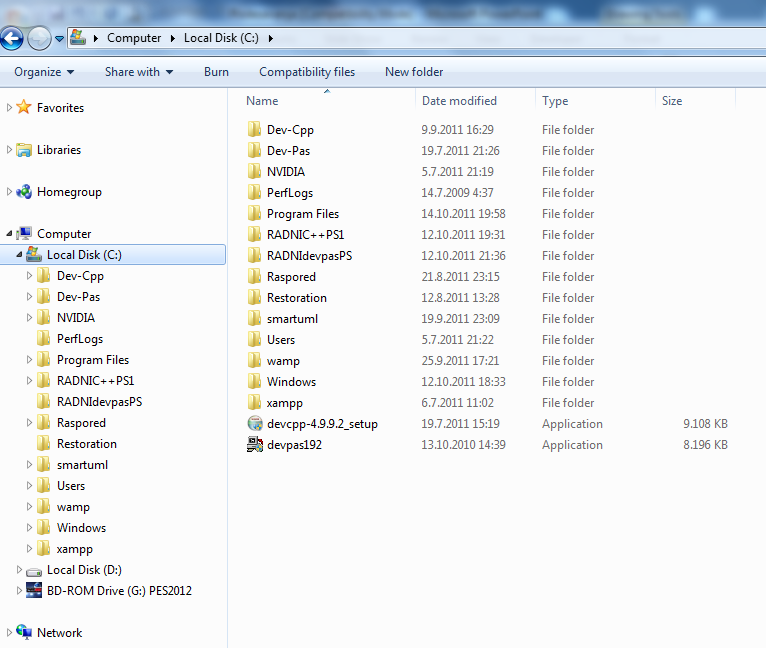 Computer Local Disk (C:)
Organize Share with Burn Compatibility files New folder
Favorites
Libraries
Homegroup
Computer
Local Disk (C:)
Dev-Cpp
Dev-Pas
NVIDIA
PerfLogs
Program Files
RADNIC++PS1
RADNIdevpasPS
Raspored
Restoration
smartuml
Users
wamp
Windows
xampp
Local Disk (D:)
BD-ROM Drive (G:) PES2012
Network
Name Date modified Type Size
Dev-Cpp 9.9.2011 16:29 File folder
Dev-Pas 19.7.2011 21:26 File folder
NVIDIA 5.7.2011 21:19 File folder
PerfLogs 14.7.2009 4:37 File folder
Program Files 14.10.2011 19:58 File folder
RADNIC++PS1 12.10.2011 19:31 File folder
RADNIdevpasPS 12.10.2011 21:36 File folder
Raspored 21.8.2011 23:15 File folder
Restoration 12.8.2011 13:28 File folder
smartuml 19.9.2011 23:09 File folder
Users 5.7.2011 21:22 File folder
wamp 25.9.2011 17:21 File folder
Windows 12.10.2011 18:33 File folder
xampp 6.7.2011 11:02 File folder
devcpp-4.9.9.2_setup 19.7.2011 15:19 Application 9.108 KB
devpas192 13.10.2010 14:39 Application 8.196 KB